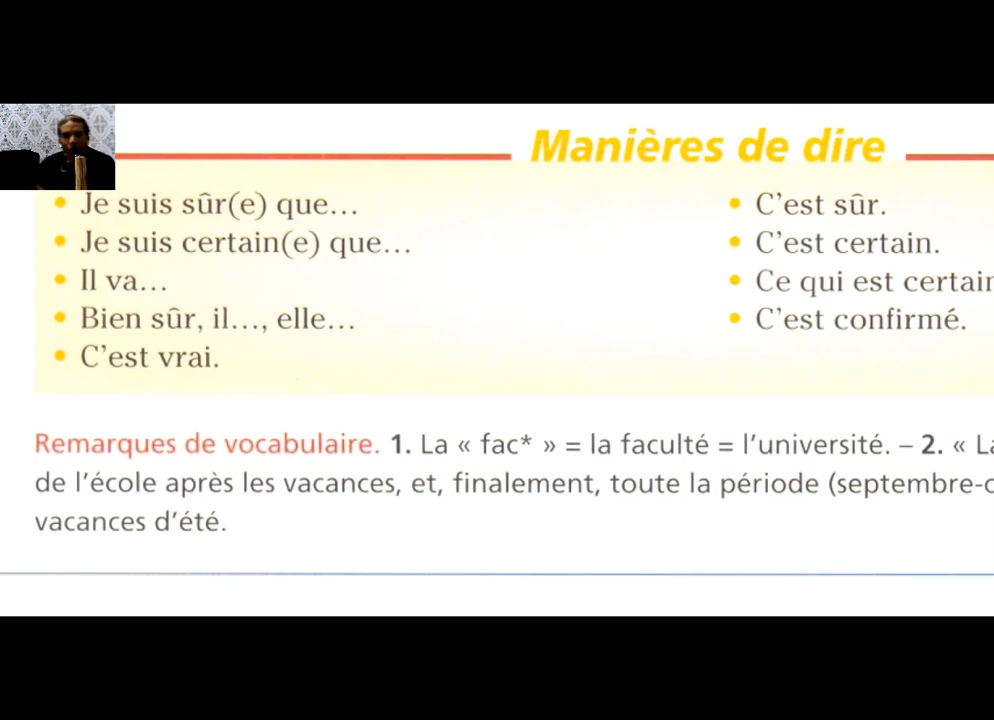 Manières de dire
• Je suis sûr(e) que...
• Je suis certain(e) que...
• Il va...
• Bien sûr, il..., elle...
• C'est vrai.
• C'est sûr.
• C'est certain.
• Ce qui est certain
• C'est confirmé.
Remarques de vocabulaire. 1. La « fac* » = la faculté = l'université. – 2. «
de l'école après les vacances, et, finalement, toute la période (septembre-
vacances d'été.